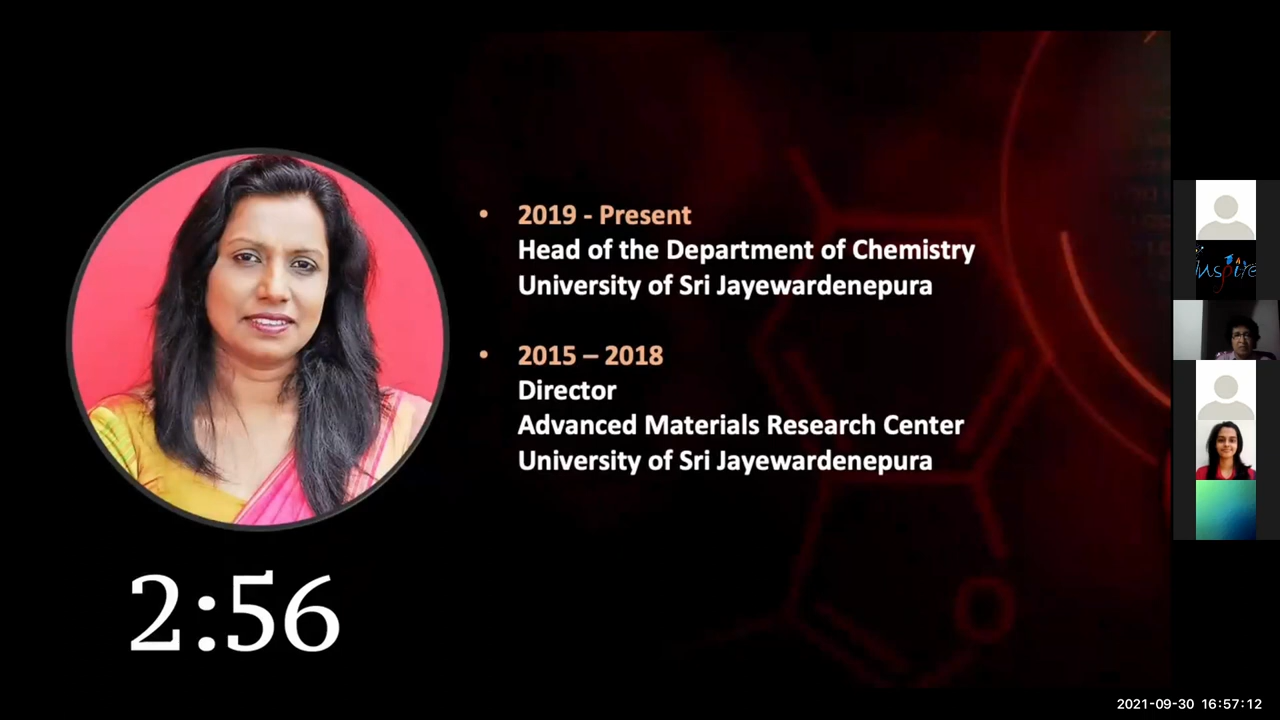 • 2019 - Present
Head of the Department of Chemistry
University of Sri Jayewardenepura
• 2015 – 2018
Director
Advanced Materials Research Center
University of Sri Jayewardenepura
2:56
Inspire
2021-09-30 16:57:12